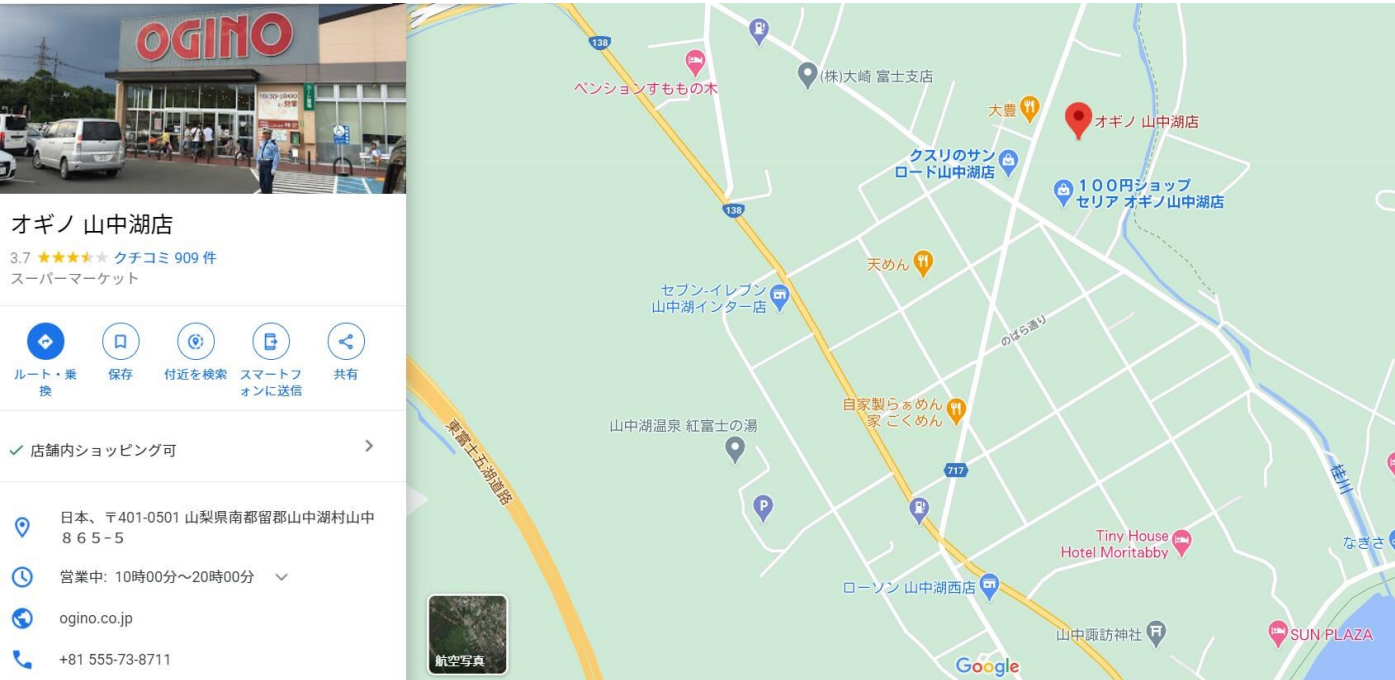 OGINO
オギノ 山中湖店
3.7
クチコミ 909 件
スーパーマーケット
ルート・乗
換
保存
付近を検索
スマートフ
ォンに送信
共有
店舗内ショッピング可
日本、〒401-0501 山梨県南都留郡山中湖村山中
８６５−５
営業中: 10時00分～20時00分
ogino.co.jp
+81 555-73-8711
138
ペンションすももの木
(株)大崎 富士支店
大豊
オギノ 山中湖店
クスリのサン
ロード山中湖店
１００円ショップ
セリア オギノ山中湖店
138
天めん
セブン-イレブン
山中湖インター店
のばら通り
自家製らぁめん
家 ごくめん
山中湖温泉 紅富士の湯
東富士五湖道路
717
桂川
P
Tiny House
Hotel Moritabby
なぎさ
ローソン 山中湖西店
山中諏訪神社
SUN PLAZA
航空写真
Google